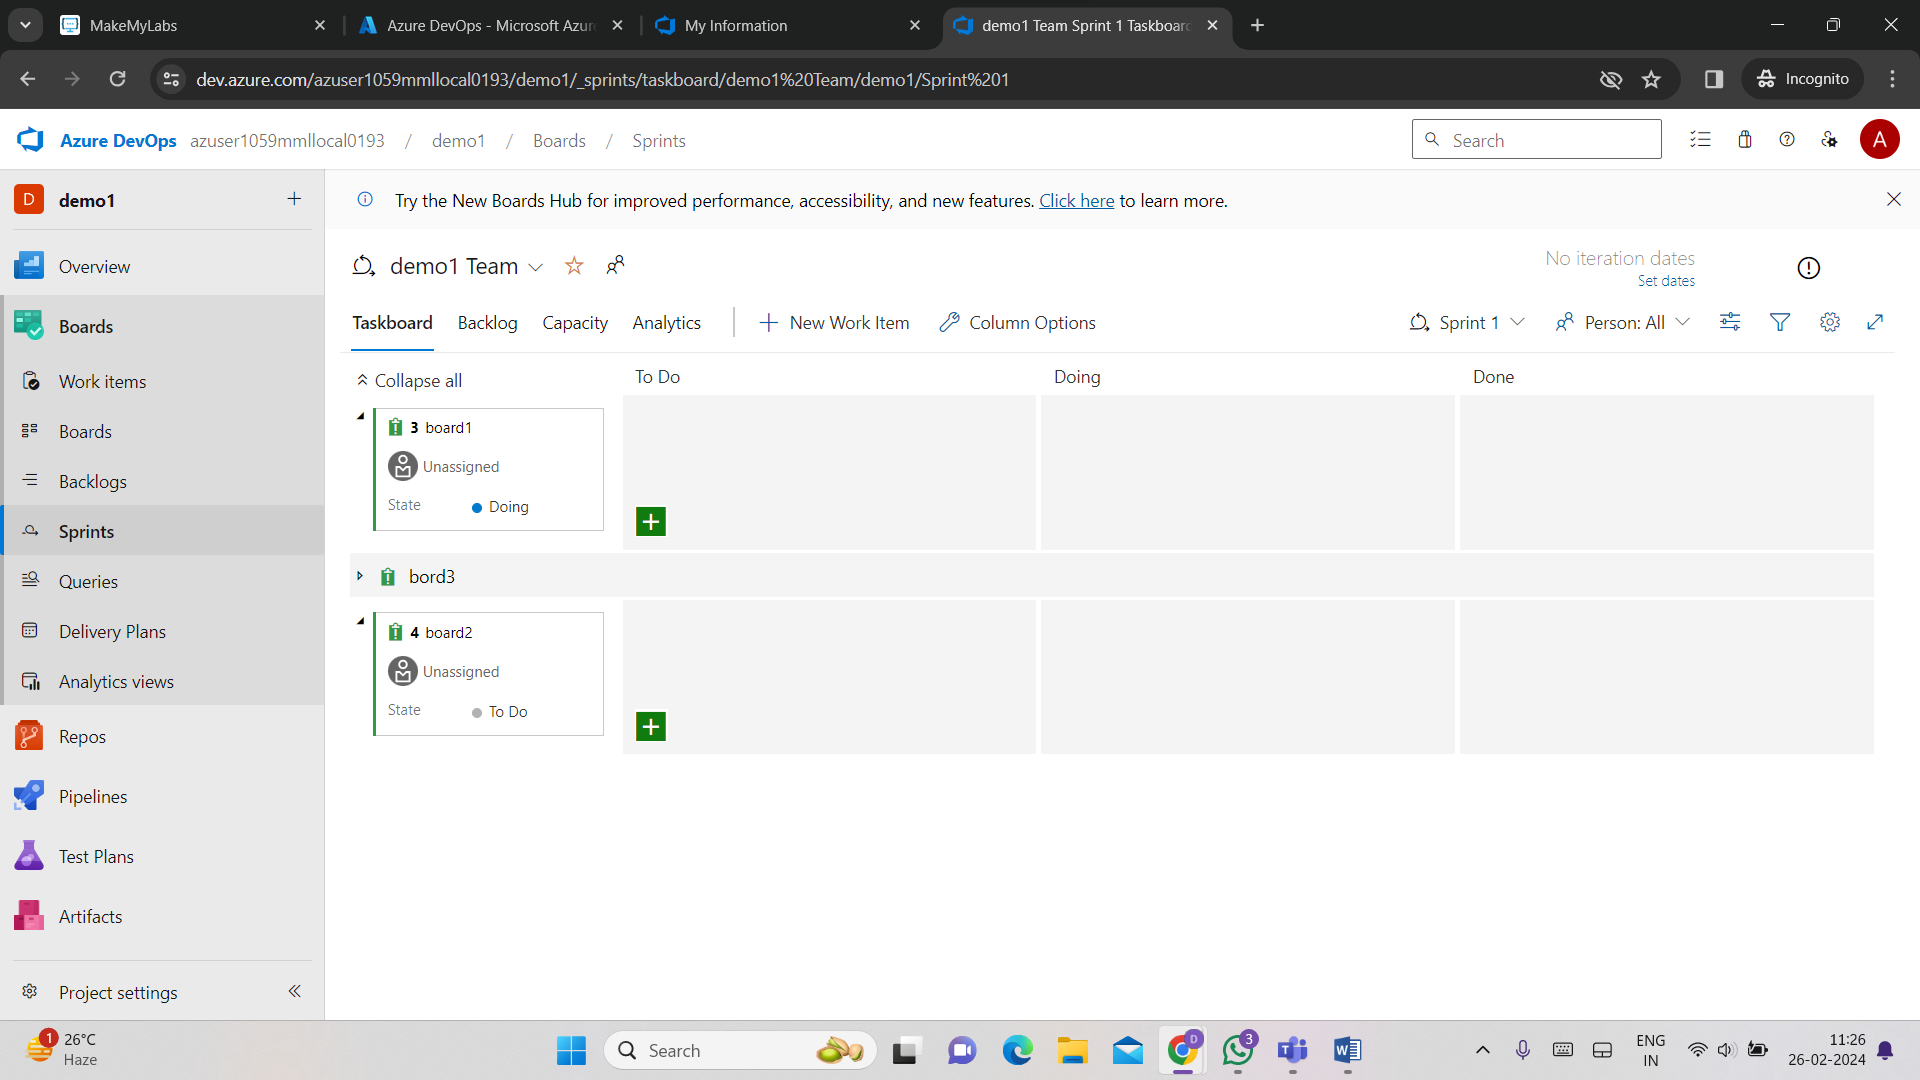 MakeMyLabs
Azure DevOps - Microsoft Azur
My Information
demo1 Team Sprint 1 Taskboard
dev.azure.com/azuser1059mmllocal0193/demo1/_sprints/taskboard/demo1%20Team/demo1/Sprint%201
Incognito
Azure DevOps azuser1059mmllocal0193 / demo1 / Boards / Sprints
Search
A
D demo1
Try the New Boards Hub for improved performance, accessibility, and new features. Click here to learn more.
Overview
Boards
Work items
Boards
Backlogs
Sprints
Queries
Delivery Plans
Analytics views
Repos
Pipelines
Test Plans
Artifacts
Project settings
demo1 Team
No iteration dates
Set dates
Taskboard Backlog Capacity Analytics New Work Item Column Options
Sprint 1 Person: All
Collapse all To Do Doing Done
3 board1
Unassigned
State Doing
bord3
4 board2
Unassigned
State To Do
1
26°C
Haze
Search
D
3
ENG
IN
11:26
26-02-2024